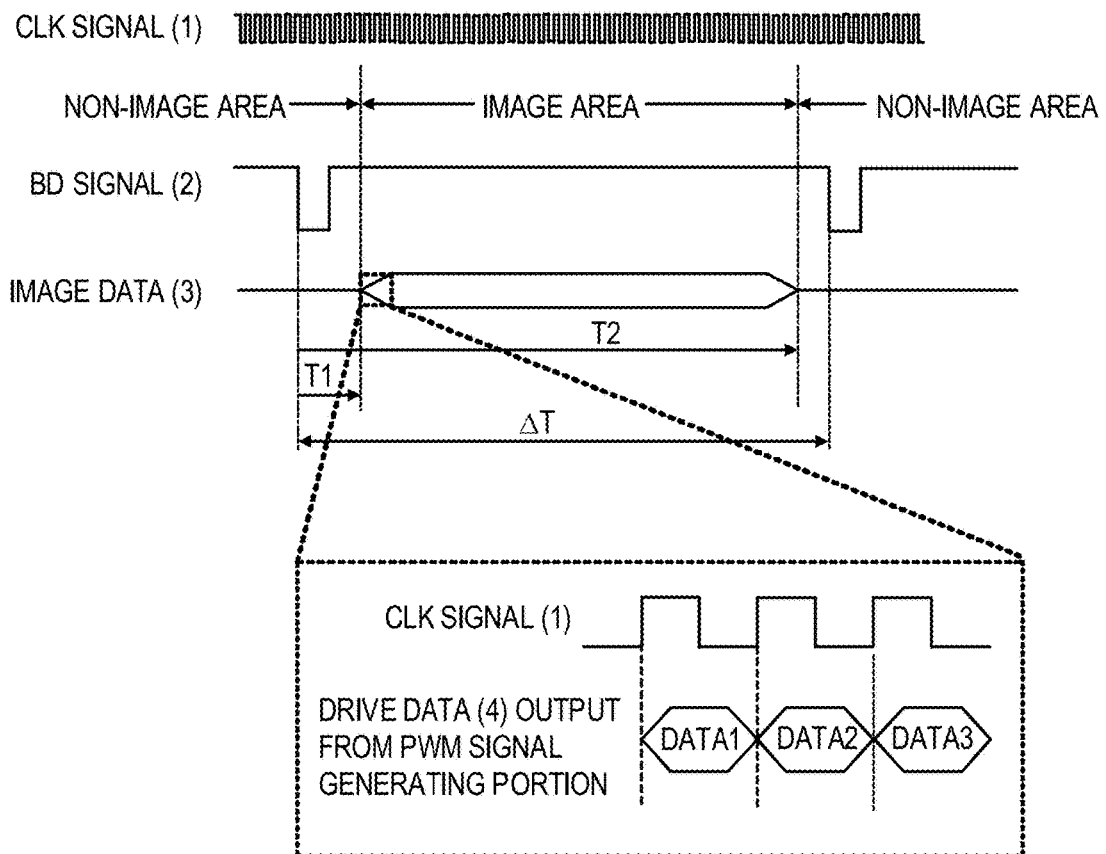 CLK SIGNAL (1)
NON-IMAGE AREA
IMAGE AREA
NON-IMAGE AREA
BD SIGNAL (2)
IMAGE DATA (3)
T2
T1
ΔT
CLK SIGNAL (1)
DRIVE DATA (4) OUTPUT
FROM PWM SIGNAL
GENERATING PORTION
DATA1
DATA2
DATA3